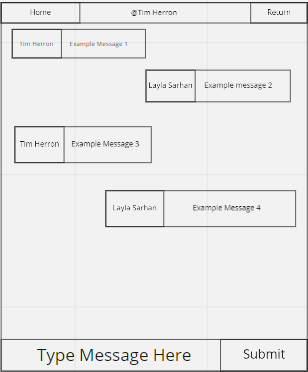 Home @Tim Herron Return
Tim Herron Example Message 1
Layla Sarhan Example message 2
Tim Herron Example Message 3
Layla Sarhan Example Message 4
Type Message Here Submit